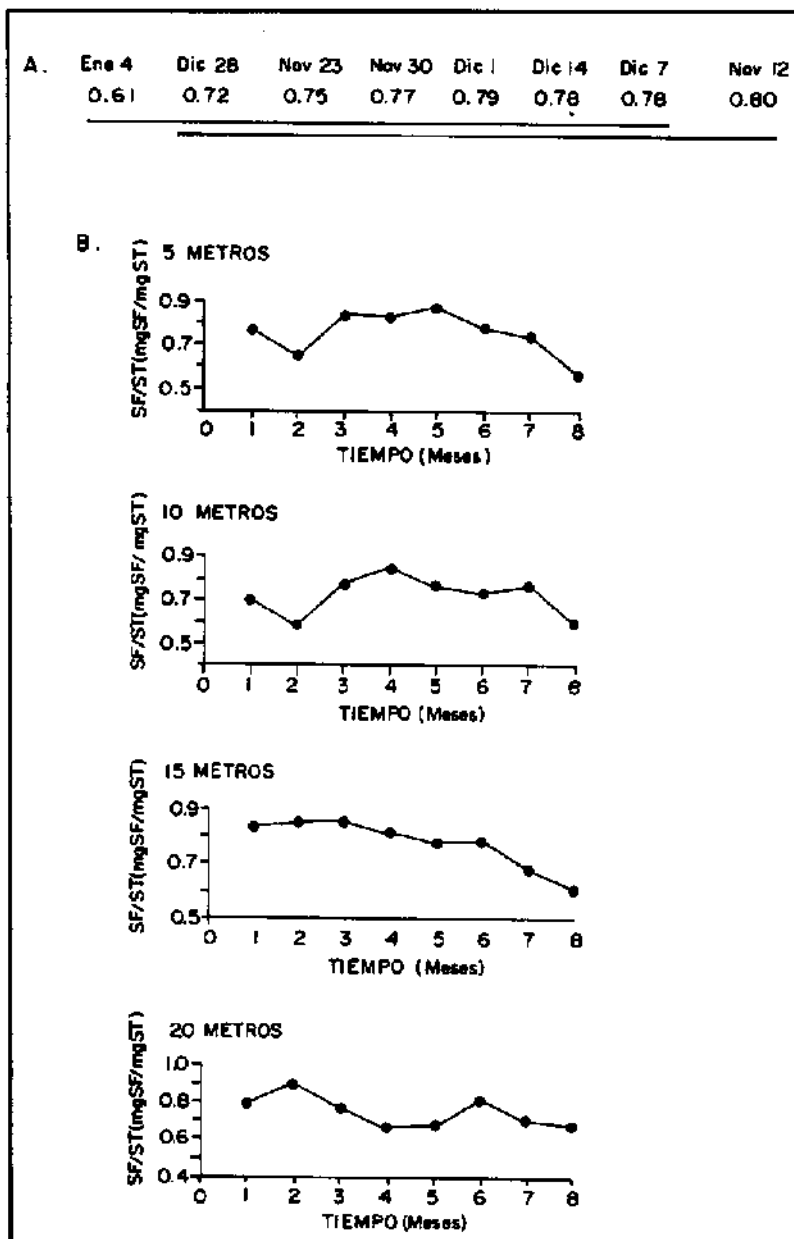 A. Ene 4 Dic 28 Nov 23 Nov 30 Dic 1 Dic 14 Dic 7 Nov 12
0.61 0.72 0.75 0.77 0.79 0.78 0.78 0.80
B. 5 METROS
SF/ST(mgSF/mgST)
0.9
0.7
0.5
0 1 2 3 4 5 6 7 8
TIEMPO (Meses)
10 METROS
SF/ST(mgSF/mgST)
0.9
0.7
0.5
0 1 2 3 4 5 6 7 8
TIEMPO (Meses)
15 METROS
SF/ST(mgSF/mgST)
0.9
0.7
0.5
0 1 2 3 4 5 6 7 8
TIEMPO (Meses)
20 METROS
SF/ST(mgSF/mgST)
1.0
0.8
0.6
0.4
0 1 2 3 4 5 6 7 8
TIEMPO (Meses)